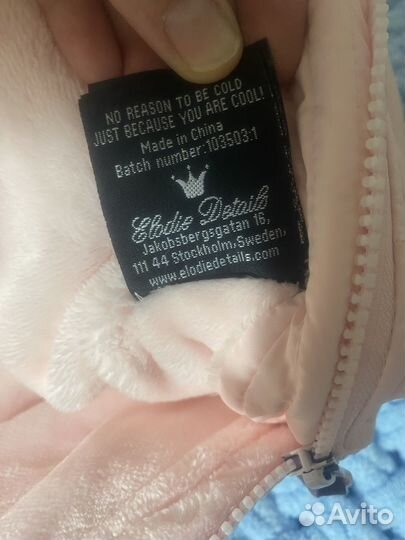 NO REASON TO BE COLD
JUST BECAUSE YOU ARE COOL!
Made in China
Batch number:103503:1
Elodie Details
Jakobsbergsgatan 16,
111 44 Stockholm,Sweden,
www.elodiedetails.com
Avito